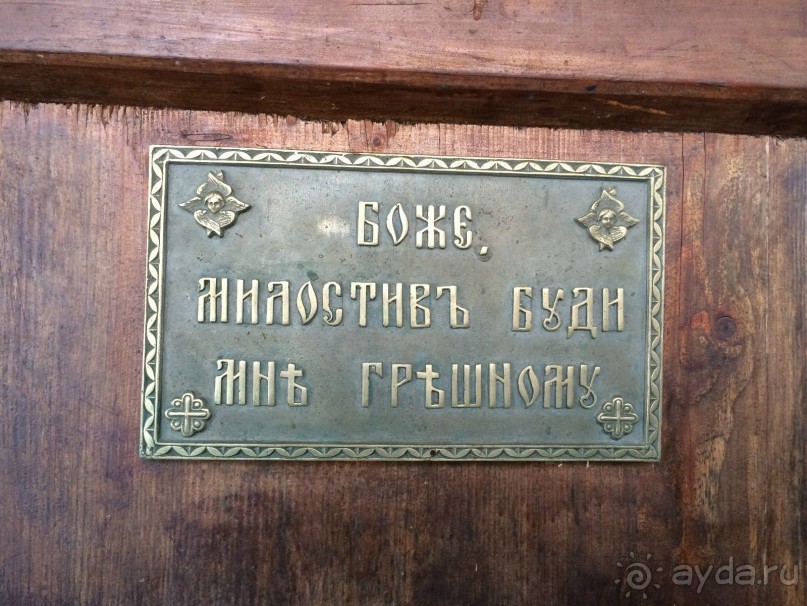 Боже,
милостивъ буди
мнѣ грѣшному
ayda.ru